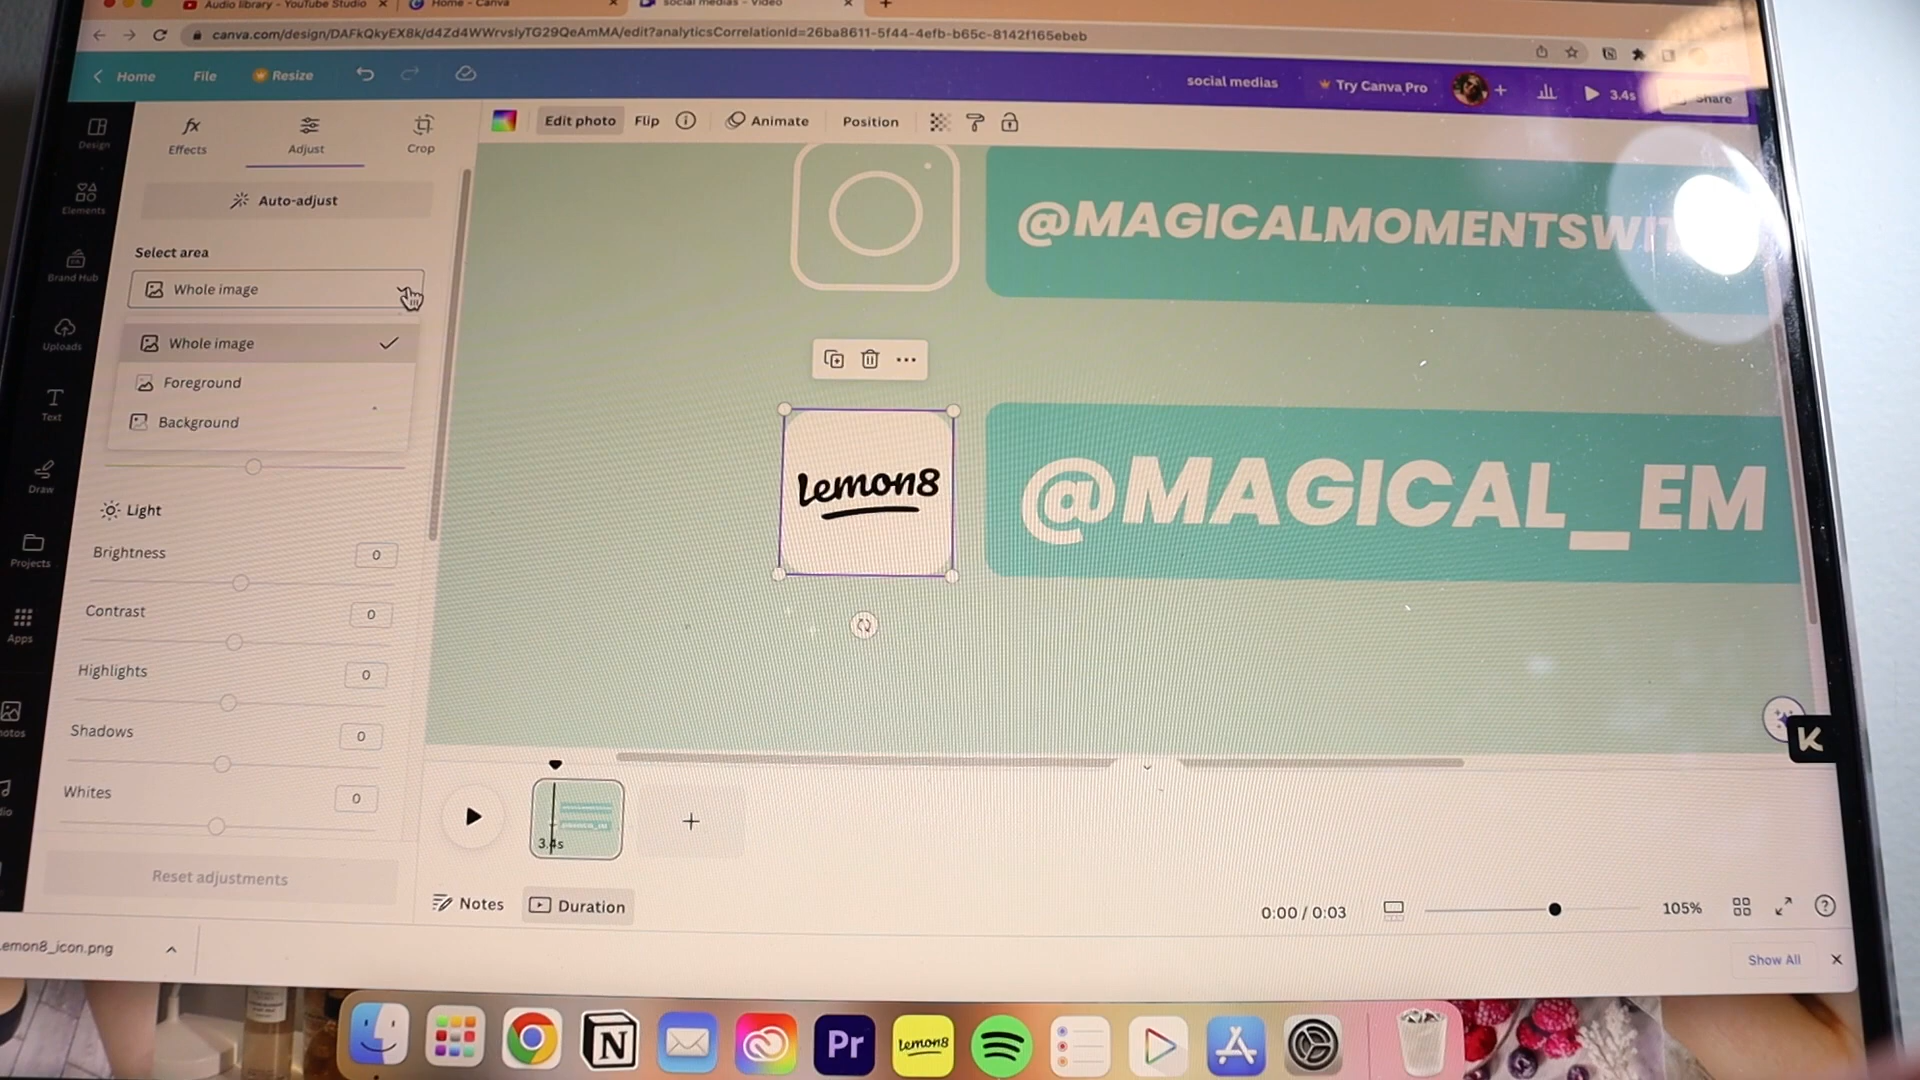 Audio library - YouTube Studio
Home - Canva
social medias - Video
canva.com/design/DAFkQkyEX8k/d4Zd4WWrvslyTG29QeAmMA/edit?analyticsCorrelationId=26ba8611-5f44-4efb-b65c-8142f165ebeb
Home
File
Resize
social medias
Try Canva Pro
3.4s
Share
Design
Elements
Brand Hub
Uploads
Text
Draw
Projects
Apps
Effects
Adjust
Crop
Auto-adjust
Select area
Whole image
Whole image
Foreground
Background
Light
Brightness 0
Contrast 0
Highlights 0
Shadows 0
Whites 0
Reset adjustments
Edit photo
Flip
Animate
Position
@MAGICALMOMENTSWIT
Lemon8
@MAGICAL_EM
K
3.4s
Notes
Duration
0:00 / 0:03
105%
emon8_icon.png
Show All
Pr
Lemon8